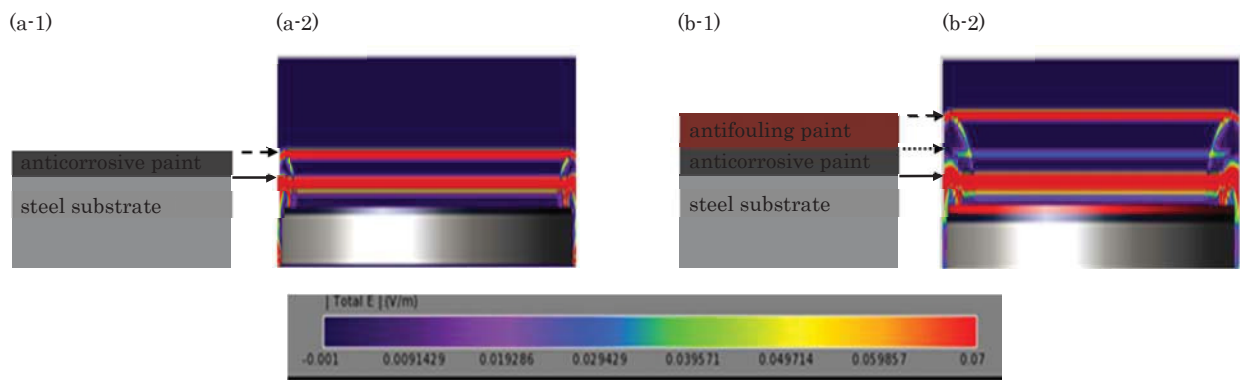 (a-1) (a-2) (b-1) (b-2)
antifouling paint
anticorrosive paint anticorrosive paint
steel substrate steel substrate
| Total E | (V/m)
-0.001 0.0091429 0.019286 0.029429 0.039571 0.049714 0.059857 0.07